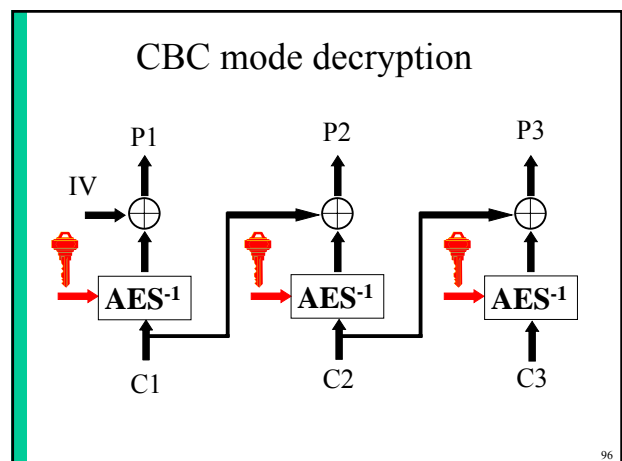 CBC mode decryption
P1 P2 P3
IV
AES-1 AES-1 AES-1
C1 C2 C3
96